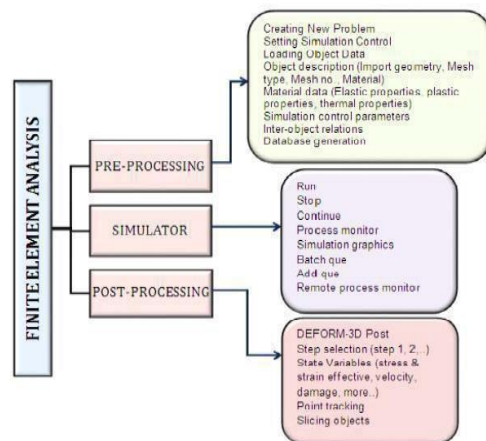 FINITE ELEMENT ANALYSIS
PRE-PROCESSING
Creating New Problem
Setting Simulation Control
Loading Object Data
Object description (Import geometry, Mesh
type, Mesh no., Material)
Material data (Elastic properties, plastic
properties, thermal properties)
Simulation control parameters
Inter-object relations
Database generation
SIMULATOR
Run
Stop
Continue
Process monitor
Simulation graphics
Batch que
Add que
Remote process monitor
POST-PROCESSING
DEFORM-3D Post
Step selection (step 1, 2,..)
State Variables (stress &
strain effective, velocity,
damage, more..)
Point tracking
Slicing objects